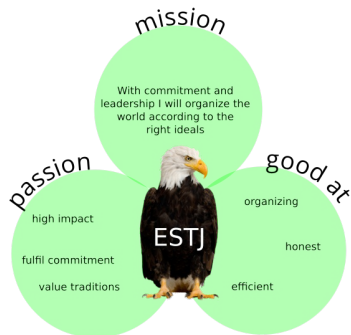 mission
With commitment and
leadership I will organize the
world according to the
right ideals
passion
high impact
fulfil commitment
value traditions
ESTJ
good at
organizing
honest
efficient